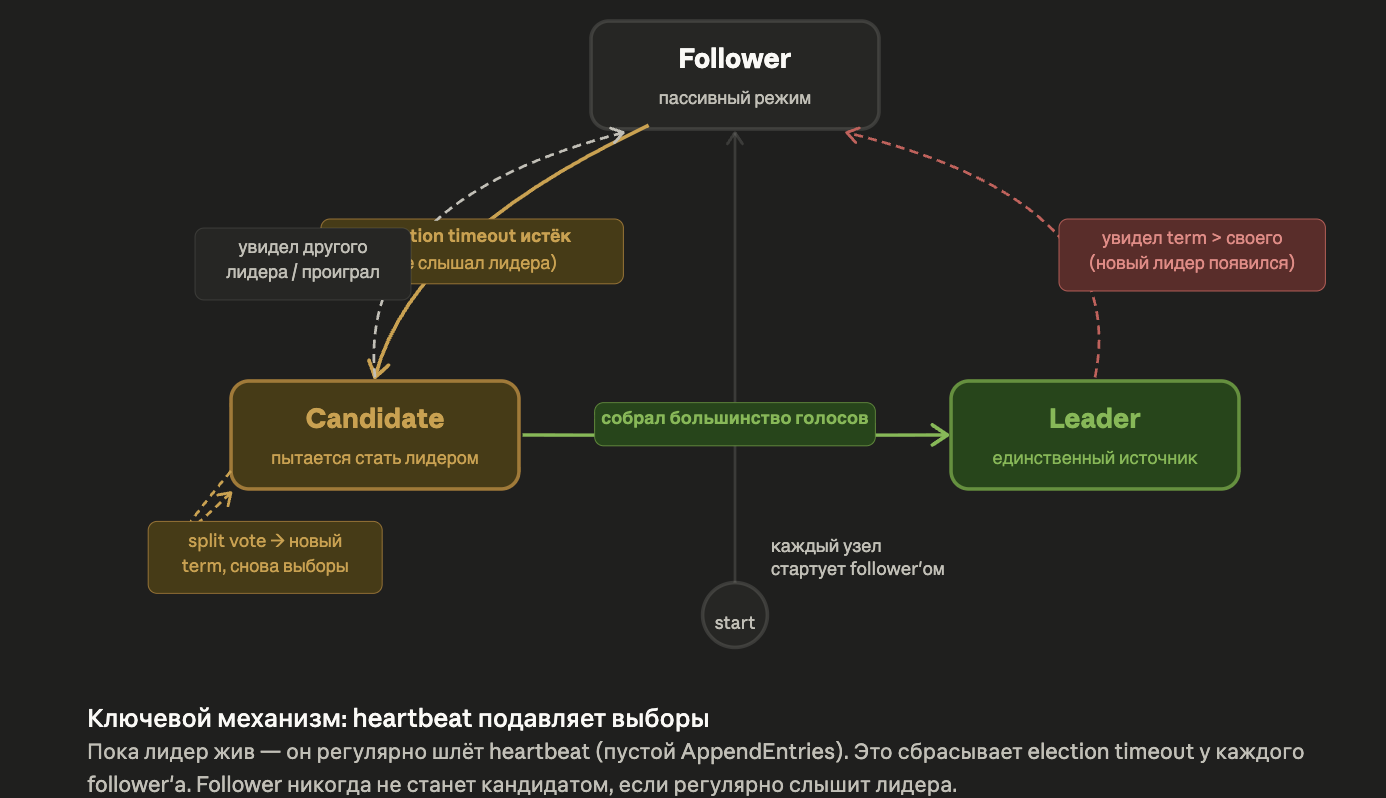 Follower
пассивный режим
увидел другого
лидера / проиграл
timeout истёк
слышал лидера)
увидел term > своего
(новый лидер появился)
Candidate
пытается стать лидером
собрал большинство голосов
Leader
единственный источник
split vote → новый
term, снова выборы
каждый узел
стартует follower'ом
start
Ключевой механизм: heartbeat подавляет выборы
Пока лидер жив — он регулярно шлёт heartbeat (пустой AppendEntries). Это сбрасывает election timeout у каждого
follower'а. Follower никогда не станет кандидатом, если регулярно слышит лидера.